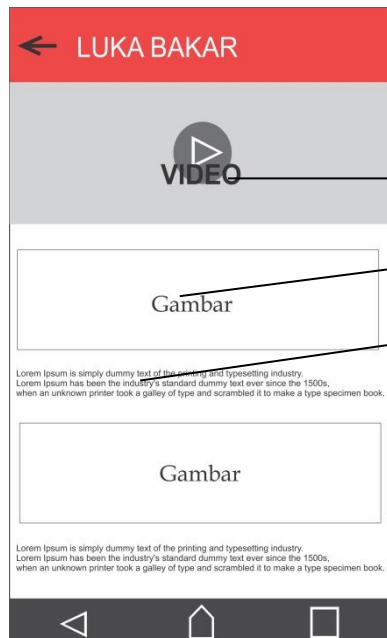 LUKA BAKAR
VIDEO
Gambar
Lorem Ipsum is simply dummy text of the printing and typesetting industry.
Lorem Ipsum has been the industry's standard dummy text ever since the 1500s,
when an unknown printer took a galley of type and scrambled it to make a type specimen book.
Gambar
Lorem Ipsum is simply dummy text of the printing and typesetting industry.
Lorem Ipsum has been the industry's standard dummy text ever since the 1500s,
when an unknown printer took a galley of type and scrambled it to make a type specimen book.